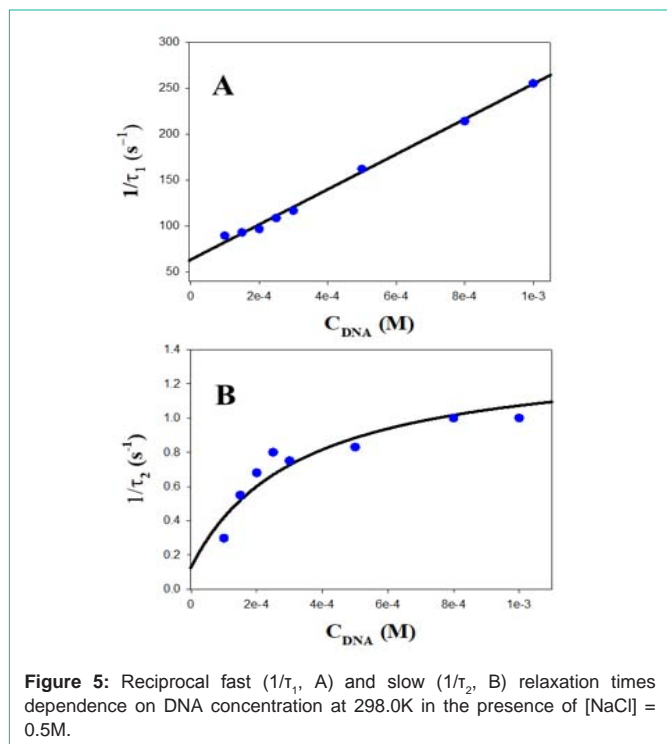 300
250
200
150
100
50
A
1/τ₁ (s⁻¹)
0 2e-4 4e-4 6e-4 8e-4 1e-3
C_DNA (M)
1.4
1.2
1.0
0.8
0.6
0.4
0.2
0.0
B
1/τ₂ (s⁻¹)
0 2e-4 4e-4 6e-4 8e-4 1e-3
C_DNA (M)
Figure 5: Reciprocal fast (1/τ₁, A) and slow (1/τ₂, B) relaxation times
dependence on DNA concentration at 298.0K in the presence of [NaCl] =
0.5M.